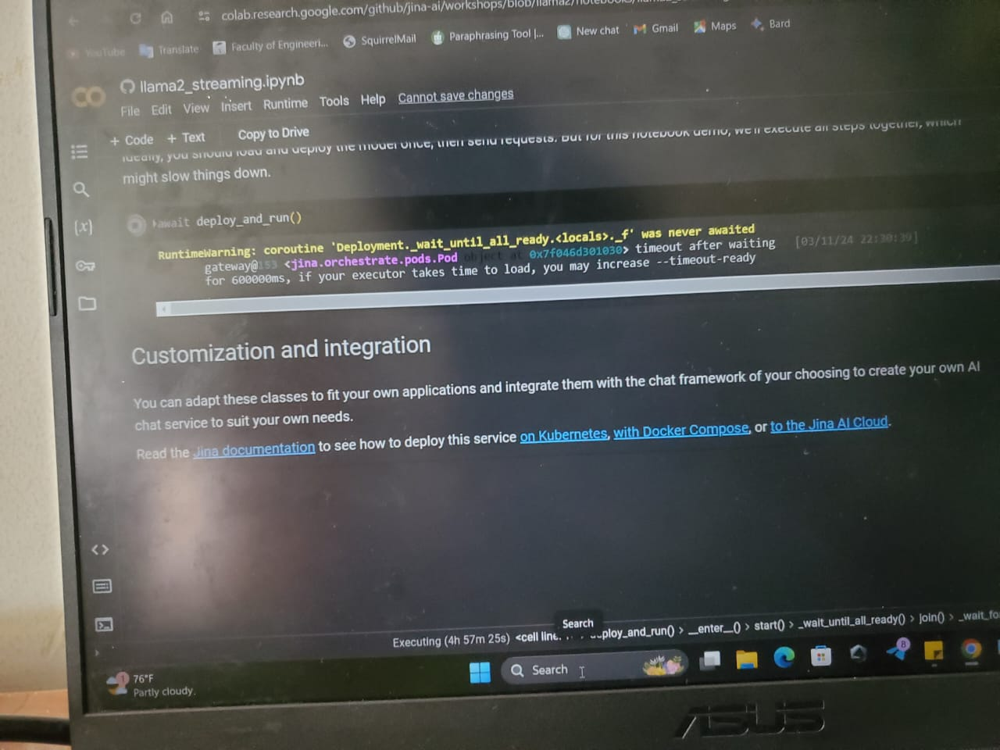 colab.research.google.com/github/jina-ai/workshops/blob/llama2/notebooks/
YouTube Translate Faculty of Engineeri... SquirrelMail Paraphrasing Tool |... New chat Gmail Maps Bard
llama2_streaming.ipynb
File Edit View Insert Runtime Tools Help Cannot save changes
+ Code + Text Copy to Drive
ideally, you should load and deploy the model once, then send requests. But for this notebook demo, we'll execute all steps together, which
might slow things down.
await deploy_and_run()
RuntimeWarning: coroutine 'Deployment._wait_until_all_ready.<locals>._f' was never awaited
gateway@153 <jina.orchestrate.pods.Pod object at 0x7f046d301030> timeout after waiting [03/11/24 22:30:39]
for 600000ms, if your executor takes time to load, you may increase --timeout-ready
Customization and integration
You can adapt these classes to fit your own applications and integrate them with the chat framework of your choosing to create your own AI
chat service to suit your own needs.
Read the Jina documentation to see how to deploy this service on Kubernetes, with Docker Compose, or to the Jina AI Cloud.
Search
Executing (4h 57m 25s) <cell line: deploy_and_run() > __enter__() > start() > _wait_until_all_ready() > join() > _wait_fo
1 76°F
Partly cloudy
Search
8
ASUS